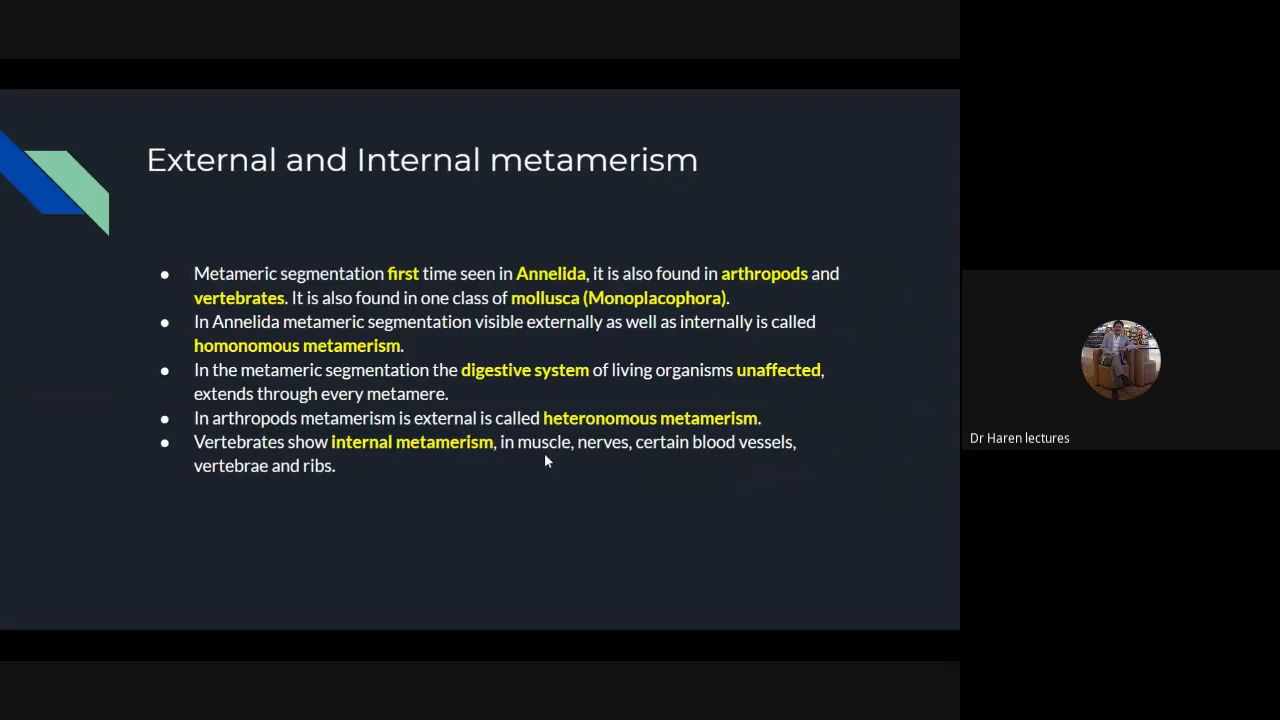 External and Internal metamerism
● Metameric segmentation first time seen in Annelida, it is also found in arthropods and
vertebrates. It is also found in one class of mollusca (Monoplacophora).
● In Annelida metameric segmentation visible externally as well as internally is called
homonomous metamerism.
● In the metameric segmentation the digestive system of living organisms unaffected,
extends through every metamere.
● In arthropods metamerism is external is called heteronomous metamerism.
● Vertebrates show internal metamerism, in muscle, nerves, certain blood vessels,
vertebrae and ribs.
Dr Haren lectures